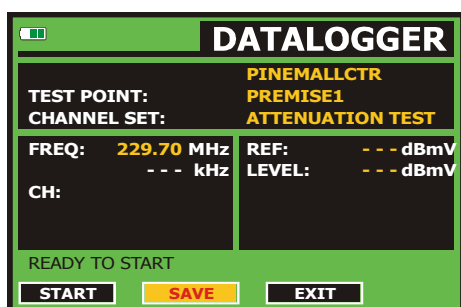 DATALOGGER
PINEMALLCTR
TEST POINT: PREMISE1
CHANNEL SET: ATTENUATION TEST
FREQ: 229.70 MHz
- - - kHz
CH:
REF: - - - dBmV
LEVEL: - - - dBmV
READY TO START
START SAVE EXIT